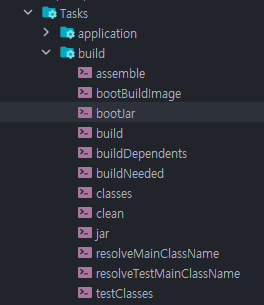 Tasks
application
build
assemble
bootBuildImage
bootJar
build
buildDependents
buildNeeded
classes
clean
jar
resolveMainClassName
resolveTestMainClassName
testClasses